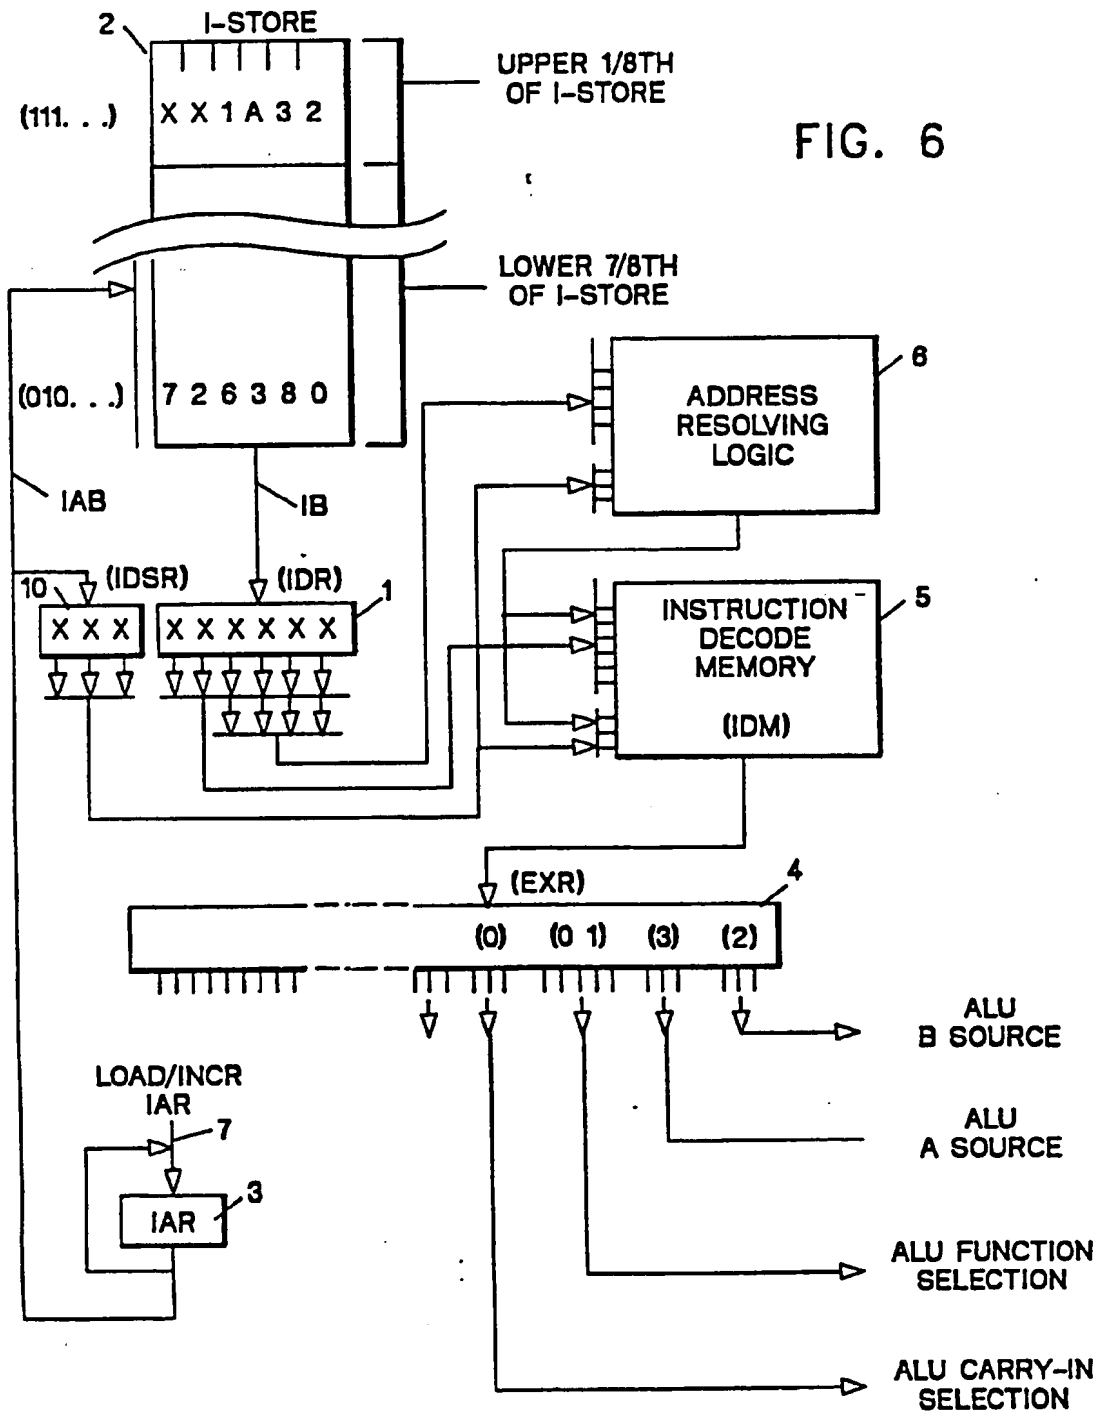 I-STORE
2
UPPER 1/8TH
OF I-STORE
(111. . .)
X X 1 A 3 2
FIG. 6
LOWER 7/8TH
OF I-STORE
(010. . .)
7 2 6 3 8 0
6
ADDRESS
RESOLVING
LOGIC
IAB
IB
10
(IDSR)
(IDR)
1
X X X
X X X X X X
5
INSTRUCTION
DECODE
MEMORY
(IDM)
(EXR)
4
(0)
(0 1)
(3)
(2)
ALU
B SOURCE
LOAD/INCR
IAR
7
ALU
A SOURCE
3
IAR
ALU FUNCTION
SELECTION
ALU CARRY-IN
SELECTION